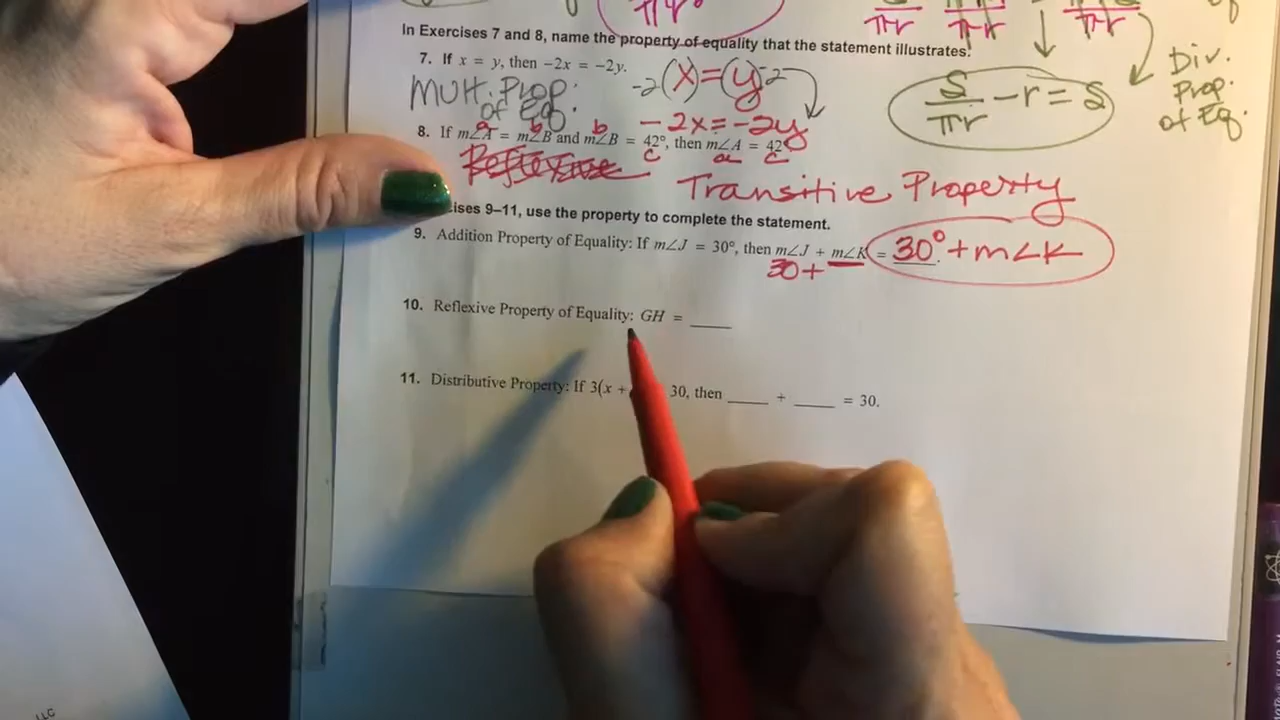 πr²
πr πr πr
In Exercises 7 and 8, name the property of equality that the statement illustrates.
7. If x = y, then −2x = −2y.
-2(x)=(y)-2
Mult. Prop. of Eq.
-2x=-2y
S/πr − r = S
Div. Prop. of Eq.
8. If m∠A = m∠B and m∠B = 42°, then m∠A = 42°
a b b c a c
Reflexive
Transitive Property
ises 9–11, use the property to complete the statement.
9. Addition Property of Equality: If m∠J = 30°, then m∠J + m∠K = 30° + m∠K
30+
10. Reflexive Property of Equality: GH = ____
11. Distributive Property: If 3(x + 30, then ____ + ____ = 30.
LLC